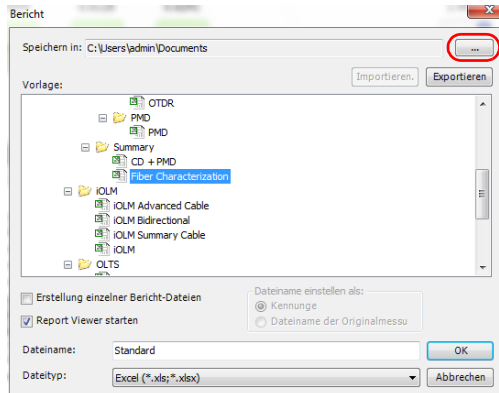 Bericht
Speichern in: C:\Users\admin\Documents ...
Importieren. Exportieren
Vorlage:
OTDR
PMD
PMD
Summary
CD + PMD
Fiber Characterization
iOLM
iOLM Advanced Cable
iOLM Bidirectional
iOLM Summary Cable
iOLM
OLTS
Erstellung einzelner Bericht-Dateien
Report Viewer starten
Dateiname einstellen als:
Kennunge
Dateiname der Originalmessu
Dateiname: Standard OK
Dateityp: Excel (*.xls;*.xlsx) Abbrechen